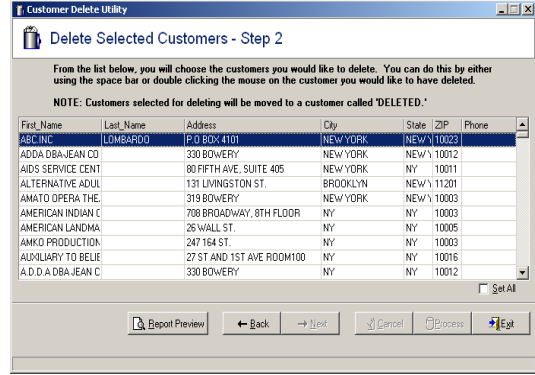 Customer Delete Utility
Delete Selected Customers - Step 2
From the list below, you will choose the customers you would like to delete. You can do this by either
using the space bar or double clicking the mouse on the customer you would like to have deleted.
NOTE: Customers selected for deleting will be moved to a customer called 'DELETED.'
First_Name Last_Name Address City State ZIP Phone
ABC.INC LOMBARDO P.O BOX 4101 NEW YORK NEW Y 10023
ADDA DBA JEAN CO 330 BOWERY NEW YORK NEW Y 10012
AIDS SERVICE CENT 80 FIFTH AVE, SUITE 405 NEW YORK NY 10011
ALTERNATIVE ADUL 131 LIVINGSTON ST. BROOKLYN NEW Y 11201
AMATO OPERA THE. 319 BOWERY NEW YORK NEW Y 10003
AMERICAN INDIAN C 708 BROADWAY, 8TH FLOOR NY NY 10003
AMERICAN LANDMA 26 WALL ST. NY NY 10005
AMKO PRODUCTION 247 164 ST. NY NY 10003
AUXILIARY TO BELIE 27 ST AND 1ST AVE ROOM100 NY NY 10016
A.D.D.A DBA JEAN C 330 BOWERY NY NY 10012
Set All
Report Preview Back Next Cancel Process Exit